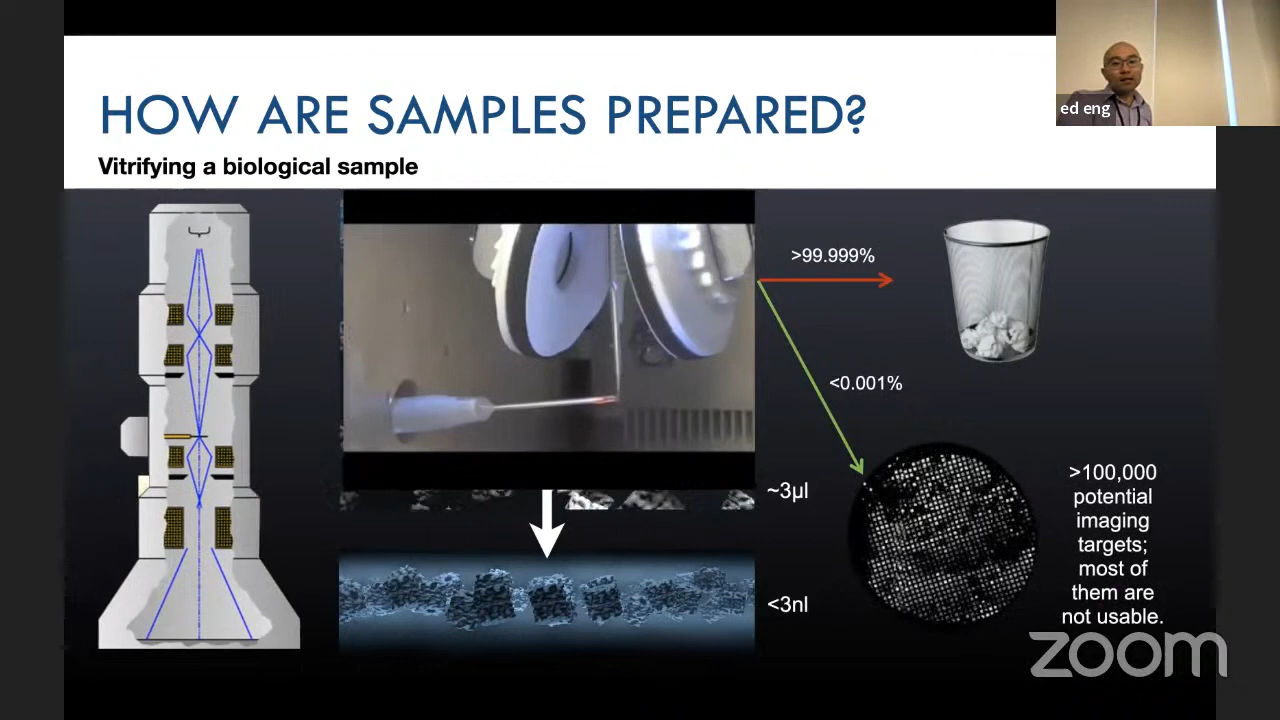 ed eng
HOW ARE SAMPLES PREPARED?
Vitrifying a biological sample
>99.999%
<0.001%
~3µl
<3nl
>100,000
potential
imaging
targets;
most of
them are
not usable.
zoom